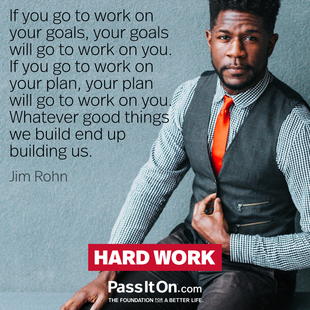 If you go to work on
your goals, your goals
will go to work on you.
If you go to work on
your plan, your plan
will go to work on you.
Whatever good things
we build end up
building us.
Jim Rohn
HARD WORK
PassItOn.com
THE FOUNDATION FOR A BETTER LIFE.